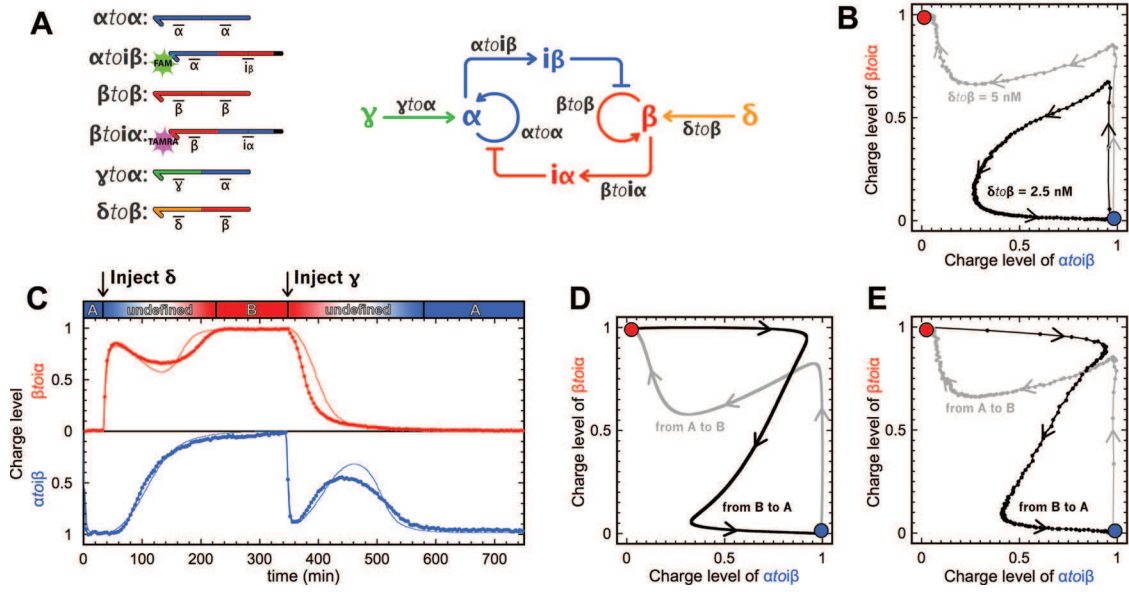 A
αtoα:
α α
αtoiβ:
FAM
α iβ
βtoβ:
β β
βtoiα:
TAMRA
β iα
γtoα:
γ α
δtoβ:
δ β
αtoiβ
iβ
γ
γtoα
α
αtoα
βtoβ
β
δtoβ
δ
iα
βtoiα
B
Charge level of βtoiα
1
0.5
0
δtoβ = 5 nM
δtoβ = 2.5 nM
0 0.5 1
Charge level of αtoiβ
C
Inject δ
Inject γ
A undefined B undefined A
Charge level
βtoiα
αtoiβ
1
0.5
0
0.5
1
0 100 200 300 400 500 600 700
time (min)
D
Charge level of βtoiα
1
0.5
0
from A to B
from B to A
0 0.5 1
Charge level of αtoiβ
E
Charge level of βtoiα
1
0.5
0
from A to B
from B to A
0 0.5 1
Charge level of αtoiβ